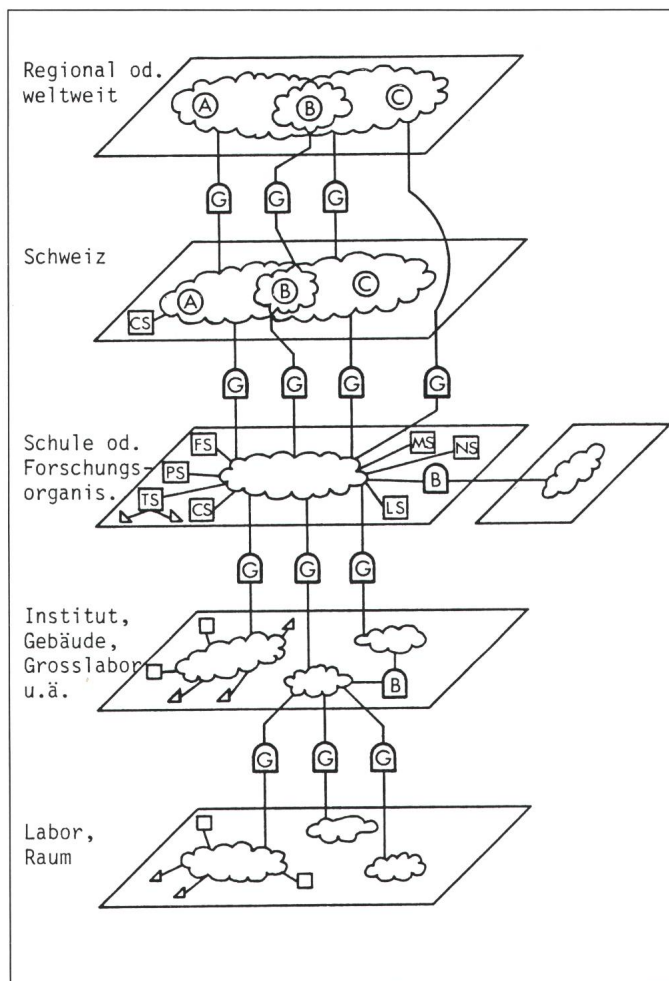 Regional od.
weltweit
A B C
G G G
Schweiz
A B C
CS
G G G G
Schule od.
Forschungs-
organis.
FS MS NS
PS B
TS CS LS
G G G
Institut,
Gebäude,
Grosslabor
u.ä.
B
G G G
Labor,
Raum